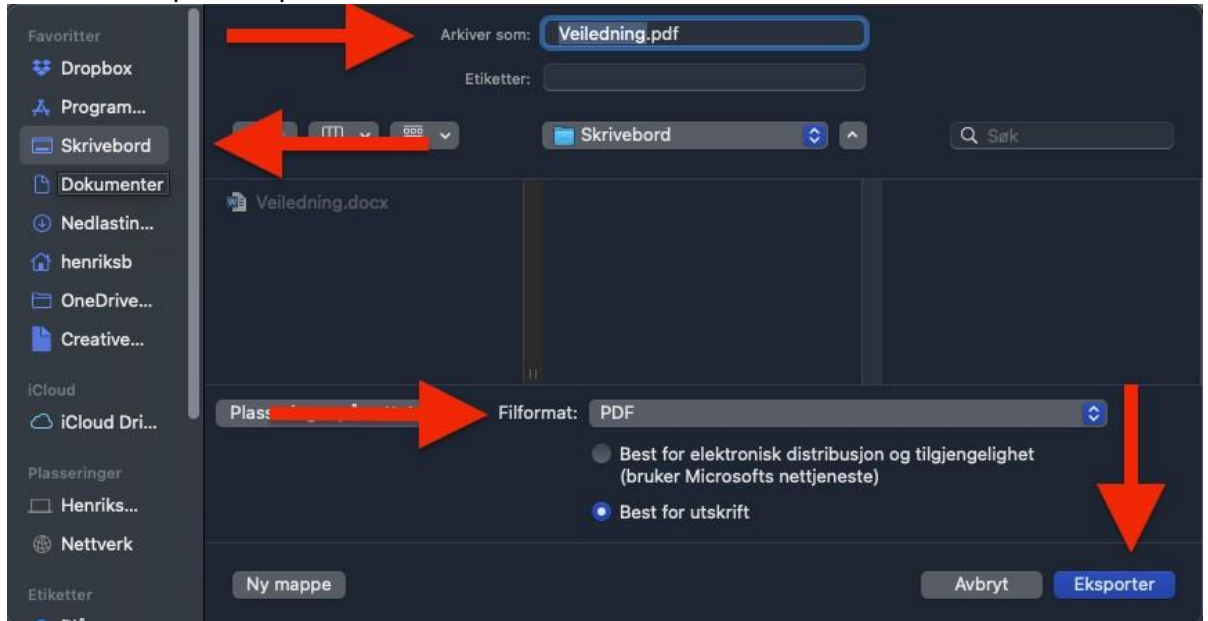 Favoritter
Dropbox
Program...
Skrivebord
Dokumenter
Nedlastin...
henriksb
OneDrive...
Creative...
iCloud
iCloud Dri...
Plasseringer
Henriks...
Nettverk
Etiketter
Arkiver som: Veiledning.pdf
Etiketter:
Skrivebord
Søk
Veiledning.docx
Filformat: PDF
Best for elektronisk distribusjon og tilgjengelighet
(bruker Microsofts nettjeneste)
Best for utskrift
Ny mappe
Avbryt
Eksporter